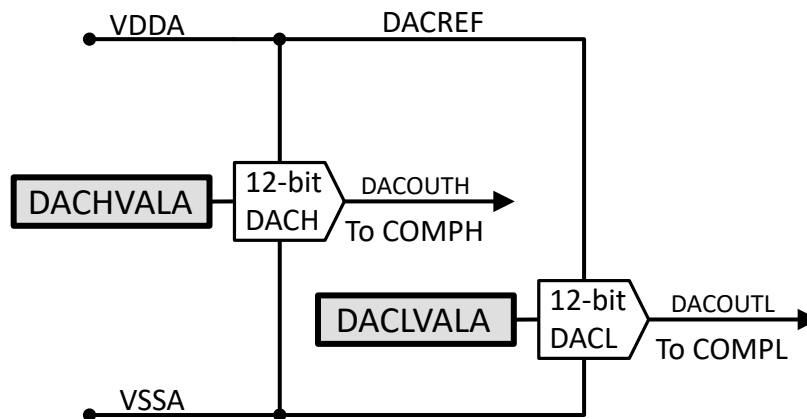 VDDA
DACREF
DACHVALA
12-bit
DACH
DACOUTH
To COMPH
DACLVALA
12-bit
DACL
DACOUTL
To COMPL
VSSA